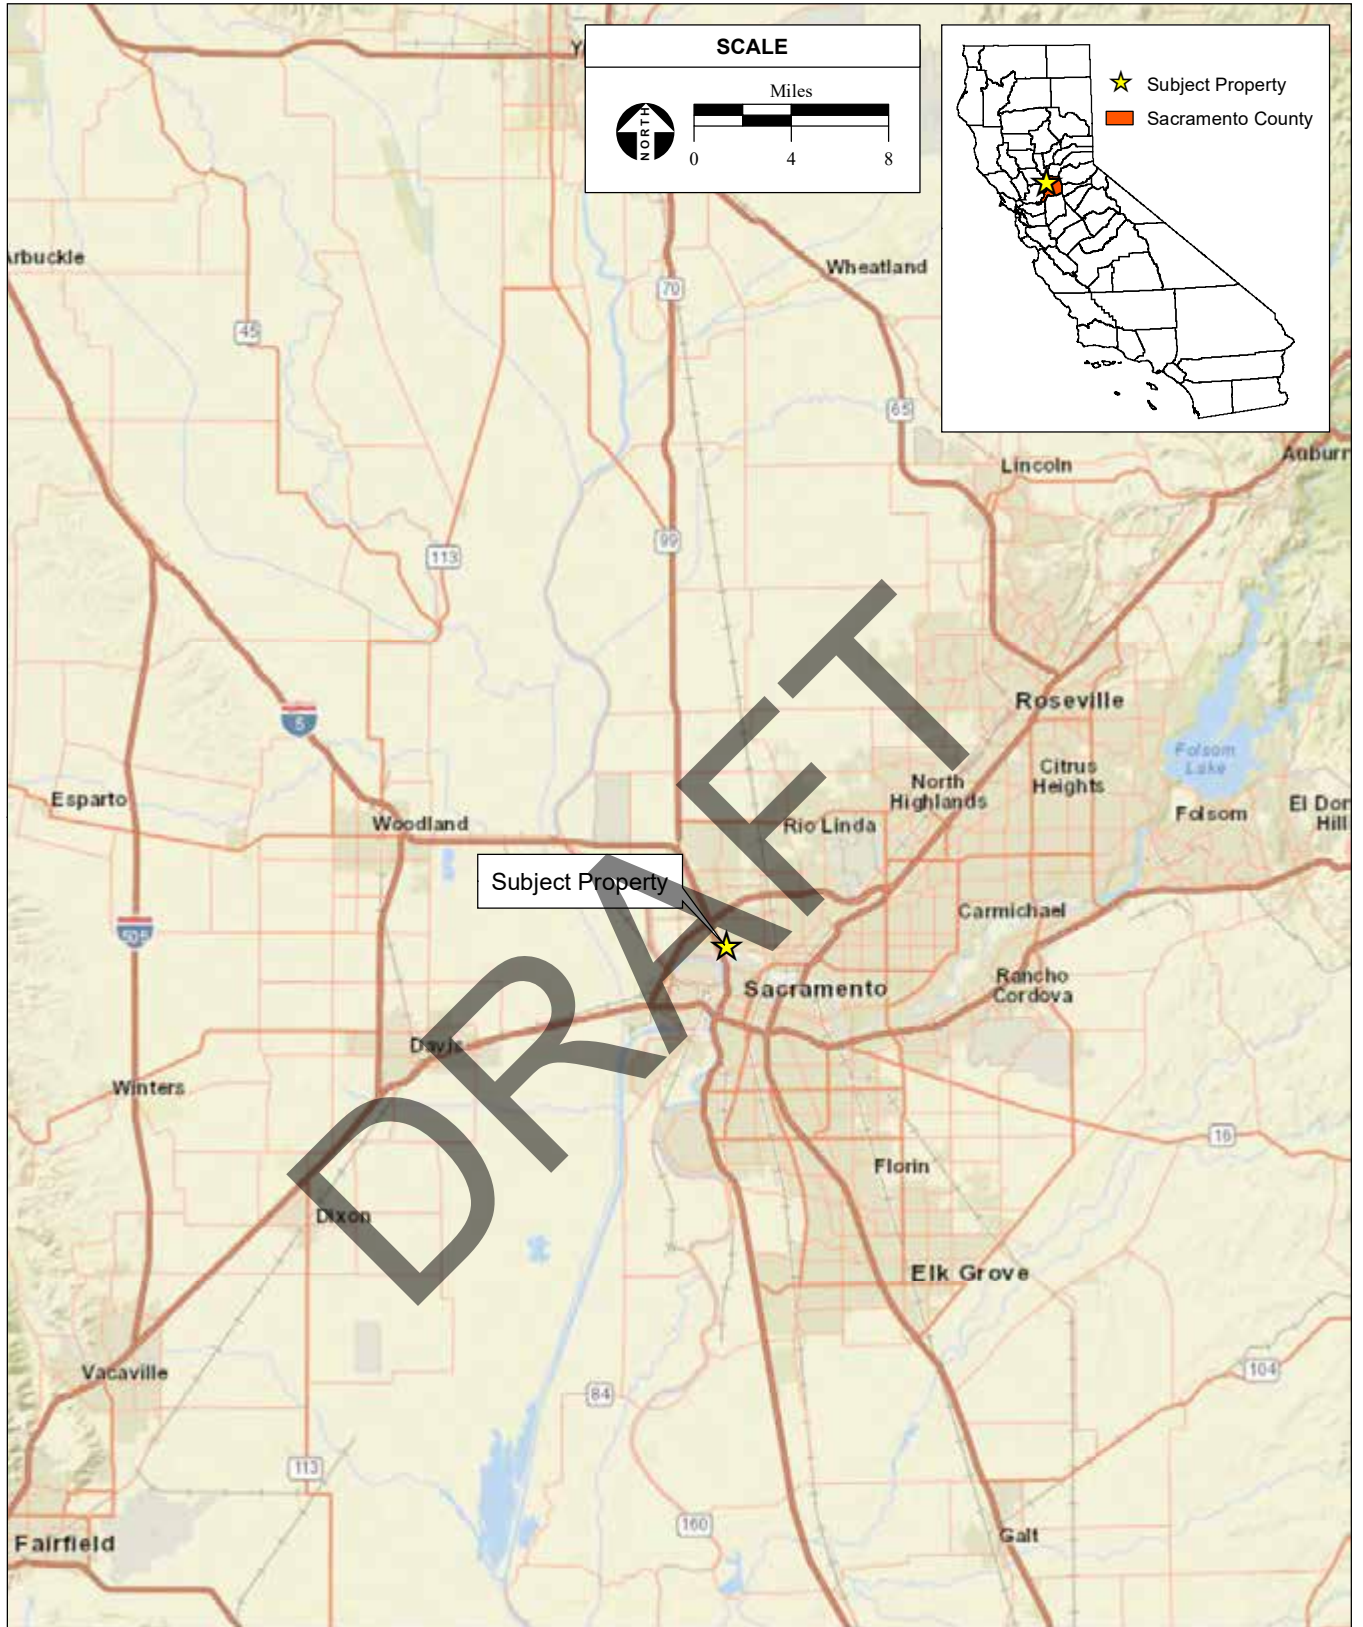 SCALE
Miles
NORTH
0 4 8
Subject Property
Sacramento County
Arbuckle
Wheatland
70
45
65
Lincoln
Auburn
99
113
5
Roseville
Folsom
Lake
Citrus
Heights
North
Highlands
Esparto
Woodland
Rio Linda
Folsom
El Dor
Hill
Subject Property
505
Carmichael
Rancho
Cordova
Sacramento
Davis
Winters
16
Florin
Dixon
Elk Grove
Vacaville
104
84
113
160
Galt
Fairfield
DRAFT